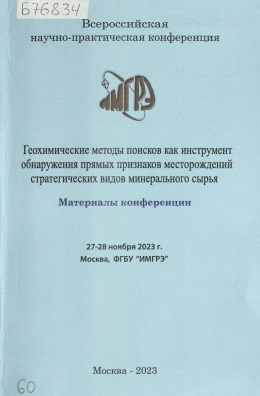 Б76834
Всероссийская
научно-практическая конференция
ИМГРЭ
Геохимические методы поисков как инструмент
обнаружения прямых признаков месторождений
стратегических видов минерального сырья
Материалы конференции
27-28 ноября 2023 г.
Москва, ФГБУ "ИМГРЭ"
Москва - 2023
60